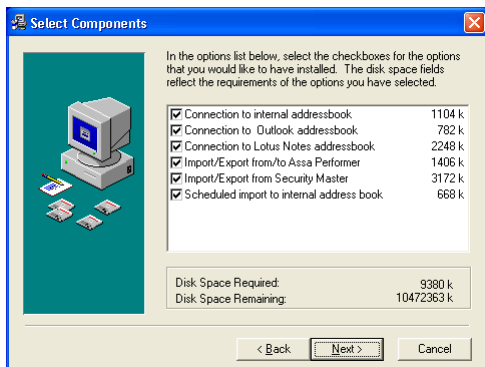 Select Components
In the options list below, select the checkboxes for the options
that you would like to have installed. The disk space fields
reflect the requirements of the options you have selected.
Connection to internal addressbook 1104 k
Connection to Outlook addressbook 782 k
Connection to Lotus Notes addressbook 2248 k
Import/Export from/to Assa Performer 1406 k
Import/Export from Security Master 3172 k
Scheduled import to internal address book 668 k
Disk Space Required: 9380 k
Disk Space Remaining: 10472363 k
< Back Next > Cancel